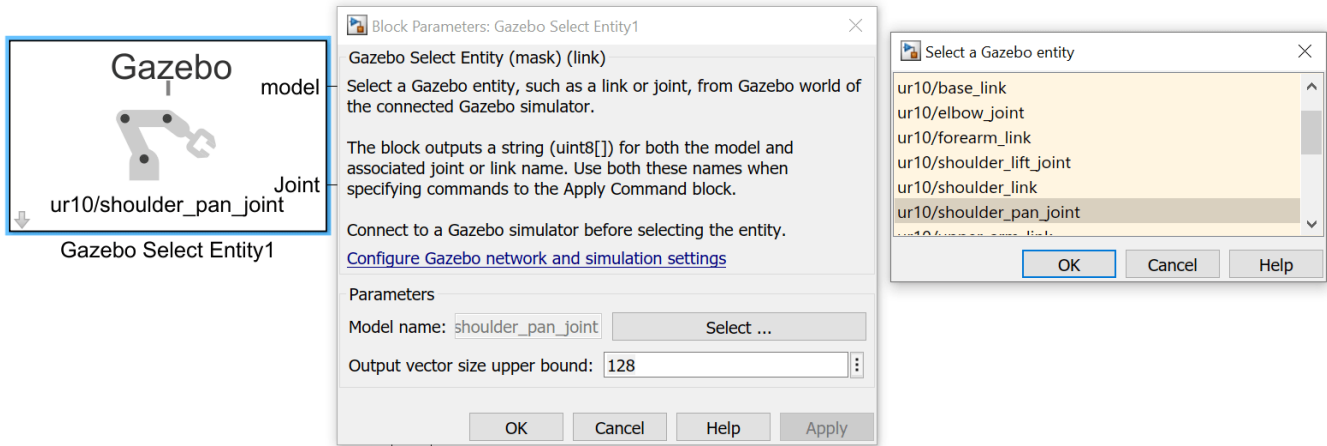 Gazebo
model
Joint
ur10/shoulder_pan_joint
Gazebo Select Entity1
Block Parameters: Gazebo Select Entity1
Gazebo Select Entity (mask) (link)
Select a Gazebo entity, such as a link or joint, from Gazebo world of
the connected Gazebo simulator.
The block outputs a string (uint8[]) for both the model and
associated joint or link name. Use both these names when
specifying commands to the Apply Command block.
Connect to a Gazebo simulator before selecting the entity.
Configure Gazebo network and simulation settings
Parameters
Model name: shoulder_pan_joint Select ...
Output vector size upper bound: 128
OK Cancel Help Apply
Select a Gazebo entity
ur10/base_link
ur10/elbow_joint
ur10/forearm_link
ur10/shoulder_lift_joint
ur10/shoulder_link
ur10/shoulder_pan_joint
ur10/upper_arm_link
OK Cancel Help